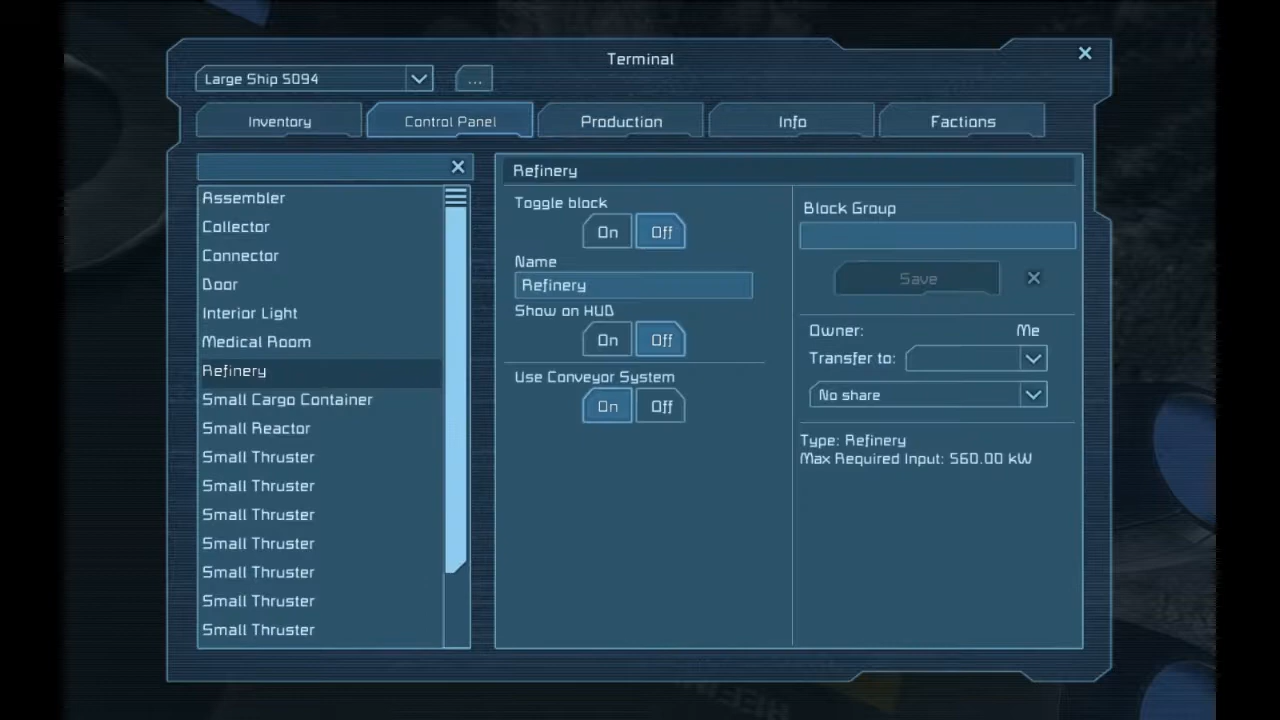 Terminal
Large Ship 5094
...
Inventory
Control Panel
Production
Info
Factions
Assembler
Collector
Connector
Door
Interior Light
Medical Room
Refinery
Small Cargo Container
Small Reactor
Small Thruster
Small Thruster
Small Thruster
Small Thruster
Small Thruster
Small Thruster
Small Thruster
Refinery
Toggle block
On Off
Name
Refinery
Show on HUD
On Off
Use Conveyor System
On Off
Block Group
Save
Owner: Me
Transfer to:
No share
Type: Refinery
Max Required Input: 560.00 kW